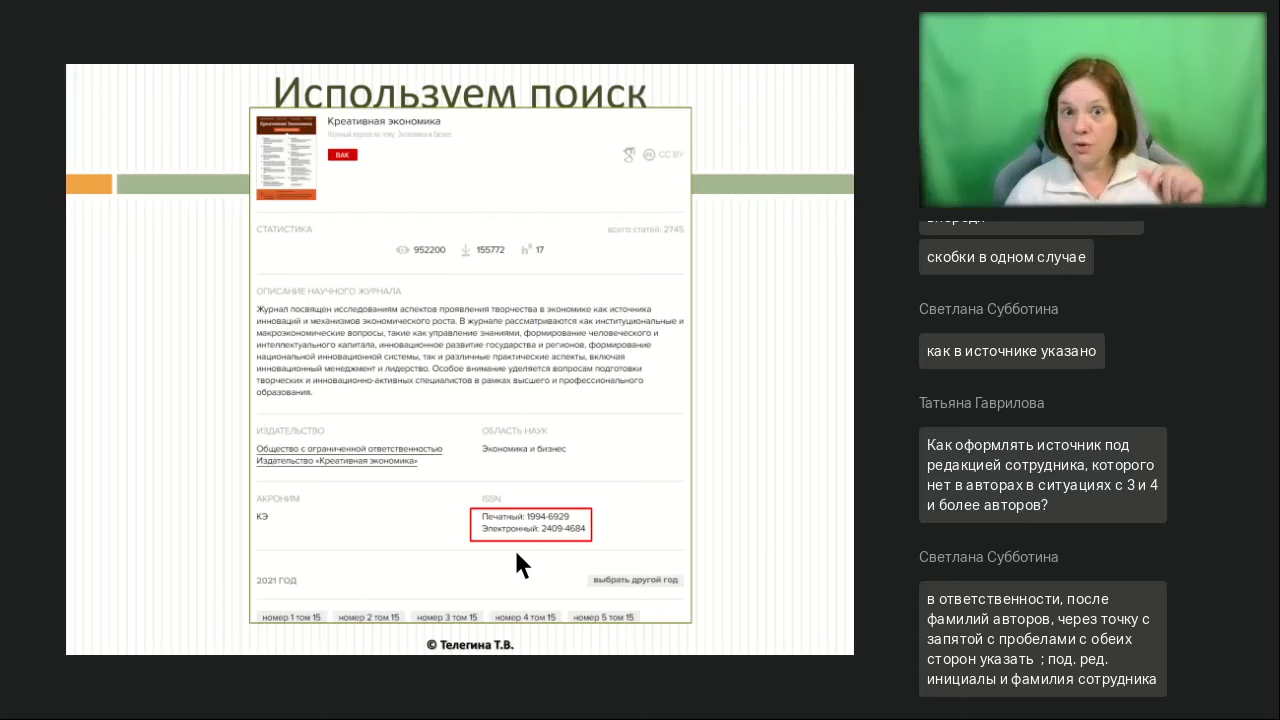 Используем поиск
Креативная экономика
Научный журнал по тему: Экономика и бизнес
ВАК
CC BY
СТАТИСТИКА
всего статей: 2745
952200
155772
17
ОПИСАНИЕ НАУЧНОГО ЖУРНАЛА
Журнал посвящен исследованиям аспектов проявления творчества в экономике как источника
инноваций и механизмов экономического роста. В журнале рассматриваются как институциональные и
макроэкономические вопросы, такие как управление знаниями, формирование человеческого и
интеллектуального капитала, инновационное развитие государства и регионов, формирование
национальной инновационной системы, так и различные практические аспекты, включая
инновационный менеджмент и лидерство. Особое внимание уделяется вопросам подготовки
творческих и инновационно-активных специалистов в рамках высшего и профессионального
образования.
ИЗДАТЕЛЬСТВО
Общество с ограниченной ответственностью
Издательство «Креативная экономика»
ОБЛАСТЬ НАУК
Экономика и бизнес
АКРОНИМ
КЭ
ISSN
Печатный: 1994-6929
Электронный: 2409-4684
2021 ГОД
выбрать другой год
номер 1 том 15
номер 2 том 15
номер 3 том 15
номер 4 том 15
номер 5 том 15
© Телегина Т.В.
скобки в одном случае
Светлана Субботина
как в источнике указано
Татьяна Гаврилова
Как оформлять источник под
редакцией сотрудника, которого
нет в авторах в ситуациях с 3 и 4
и более авторов?
Светлана Субботина
в ответственности, после
фамилий авторов, через точку с
запятой с пробелами с обеих
сторон указать ; под. ред.
инициалы и фамилия сотрудника